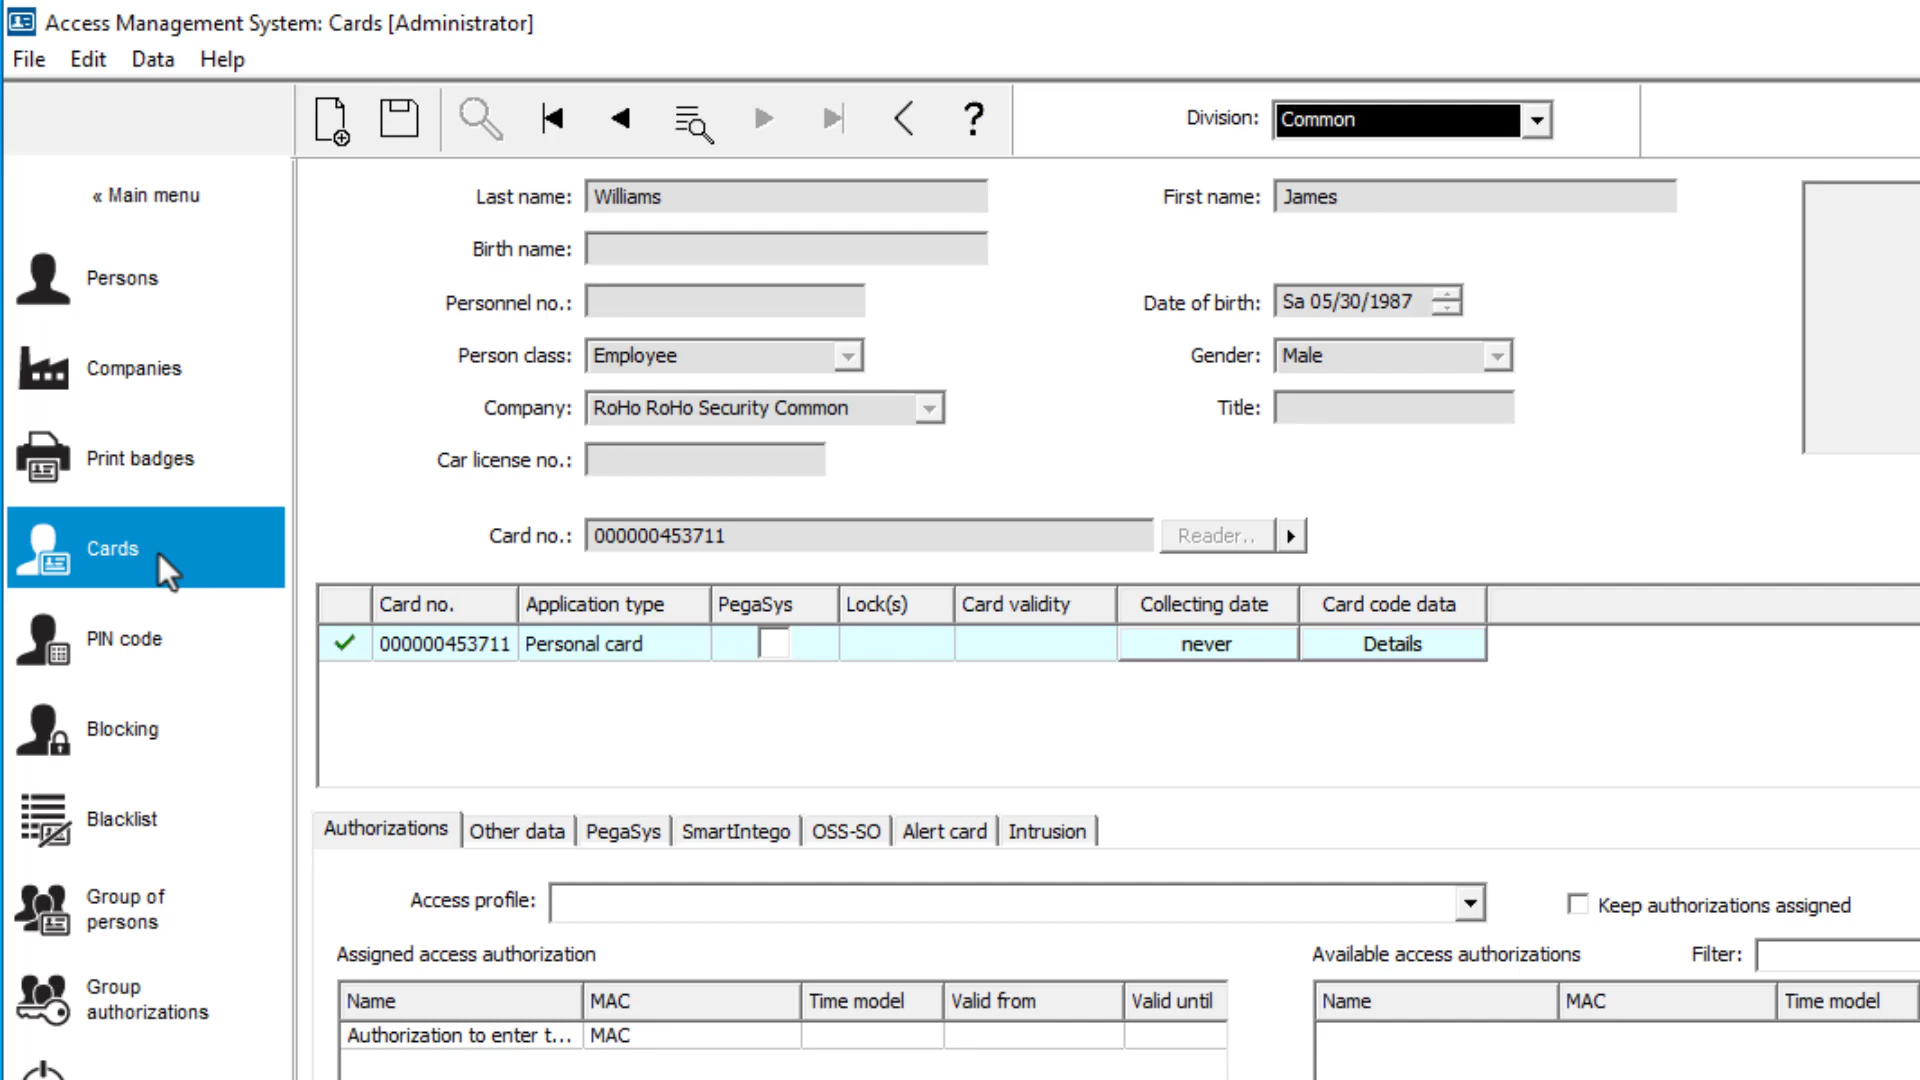 Access Management System: Cards [Administrator]
File Edit Data Help
? Division: Common
« Main menu
Persons
Companies
Print badges
Cards
PIN code
Blocking
Blacklist
Group of
persons
Group
authorizations
Last name: Williams First name: James
Birth name:
Personnel no.: Date of birth: Sa 05/30/1987
Person class: Employee Gender: Male
Company: RoHo RoHo Security Common Title:
Car license no.:
Card no.: 000000453711 Reader..
Card no. Application type PegaSys Lock(s) Card validity Collecting date Card code data
000000453711 Personal card never Details
Authorizations Other data PegaSys SmartIntego OSS-SO Alert card Intrusion
Access profile: Keep authorizations assigned
Assigned access authorization Available access authorizations Filter:
Name MAC Time model Valid from Valid until Name MAC Time model
Authorization to enter t... MAC